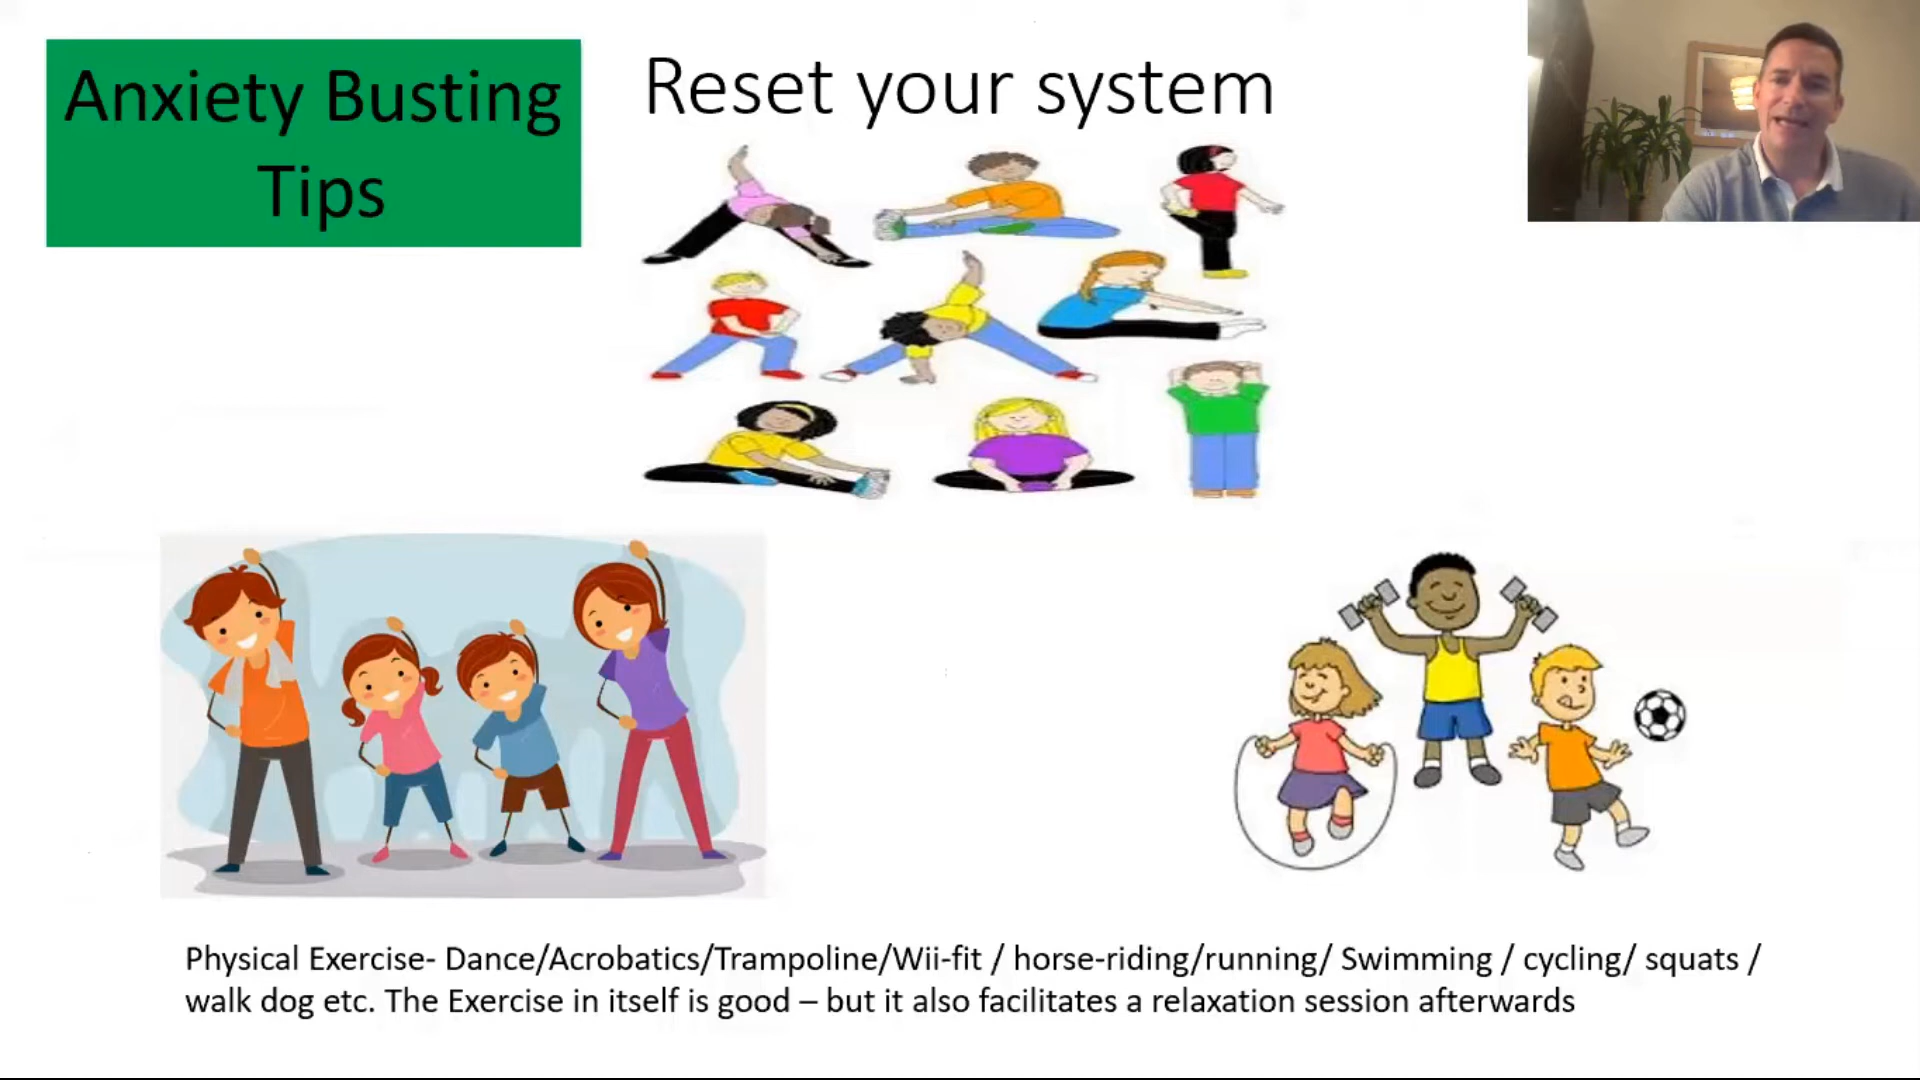 Anxiety Busting
Tips
Reset your system
Physical Exercise- Dance/Acrobatics/Trampoline/Wii-fit / horse-riding/running/ Swimming / cycling/ squats /
walk dog etc. The Exercise in itself is good – but it also facilitates a relaxation session afterwards